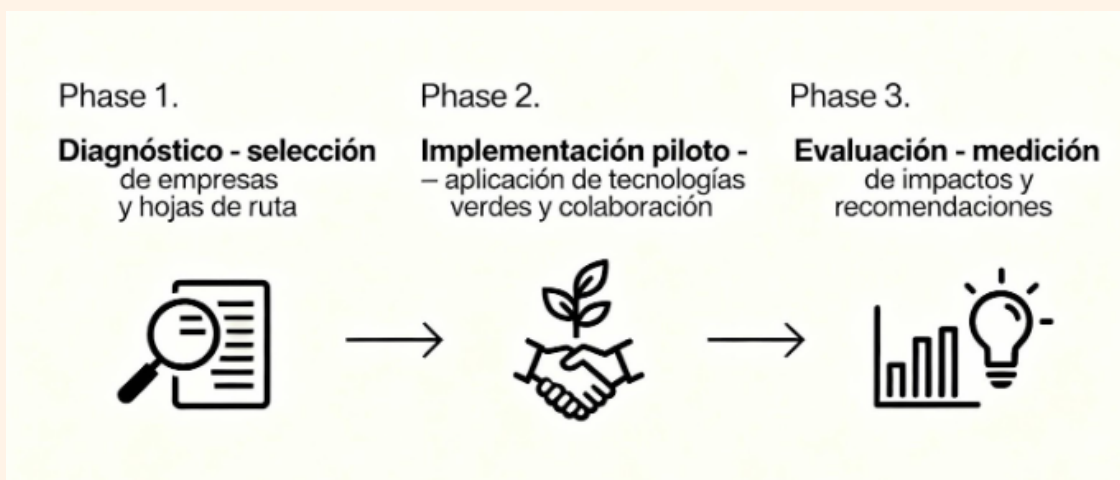 Phase 1.
Diagnóstico - selección
de empresas
y hojas de ruta
Phase 2.
Implementación piloto -
– aplicación de tecnologías
verdes y colaboración
Phase 3.
Evaluación - medición
de impactos y
recomendaciones